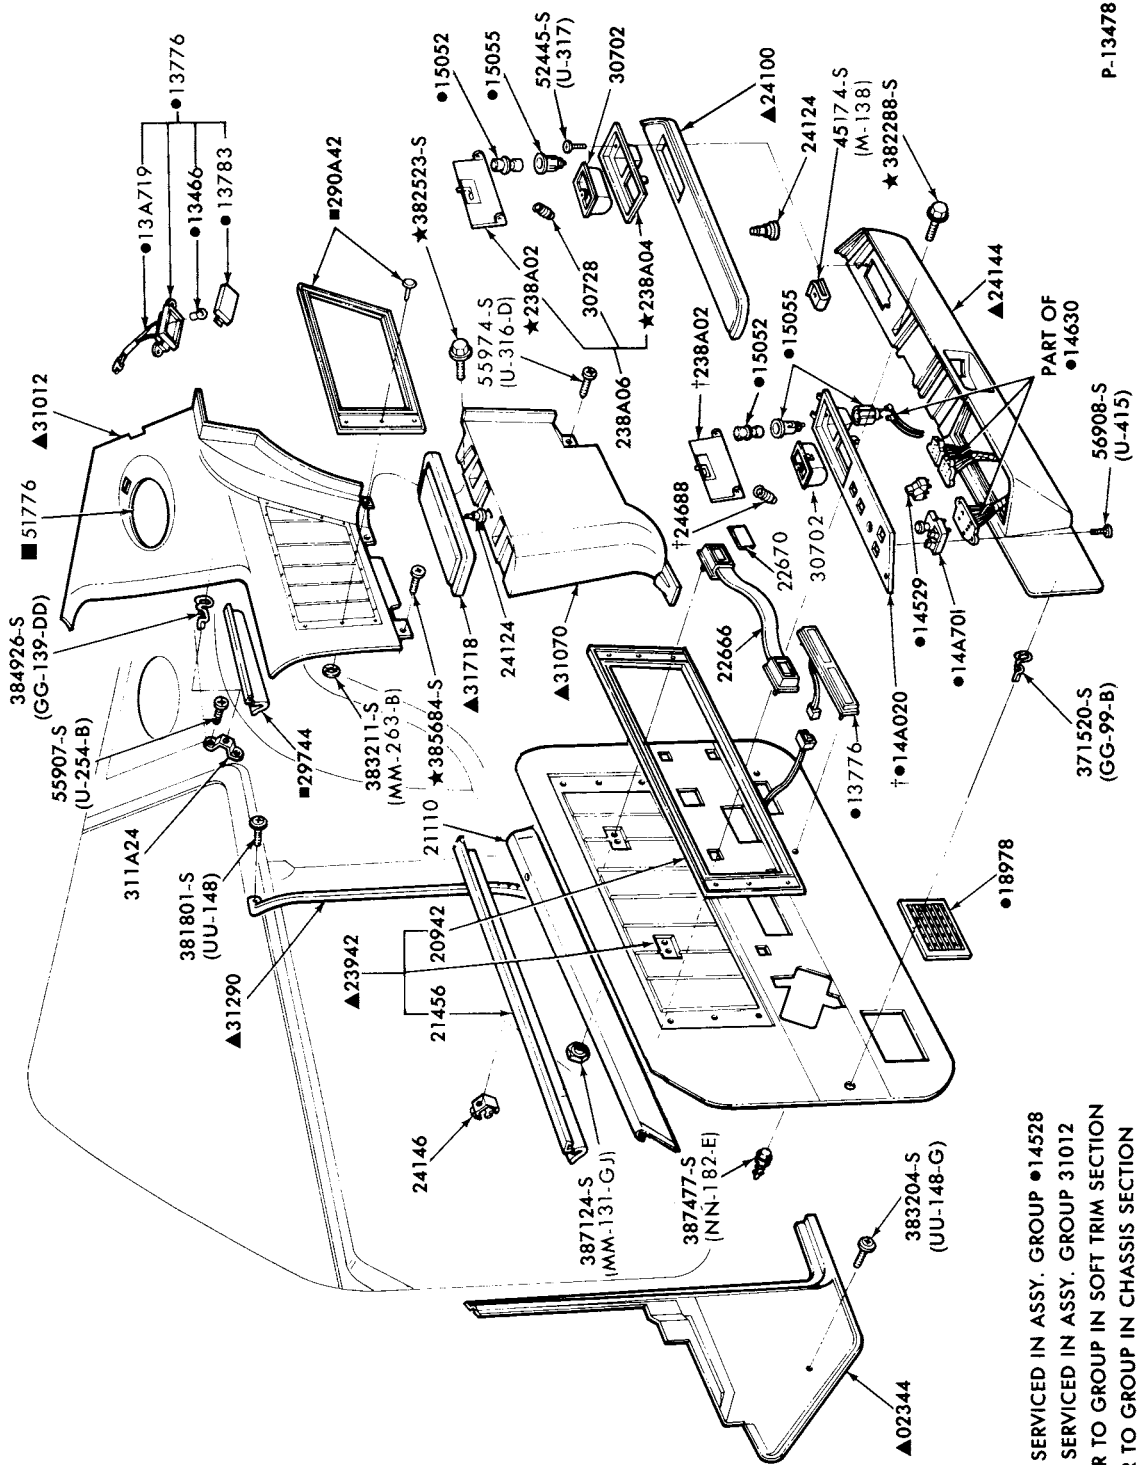 ●13776
●13A719
●13466
●13783
■290A42
▲31012
■ 51776
384926-S
(GG-139-DD)
55907-S
(U-254-B)
311A24
381801-S
(UU-148)
▲31290
■29744
383211-S
(MM-263-B)
★385684-S
▲31718
24124
▲31070
★382523-S
55974-S
(U-316-D)
★238A02
30728
238A06
★238A04
●15052
●15055
52445-S
(U-317)
30702
▲24100
24124
45174-S
(M-138)
★382288-S
▲24144
PART OF
●14630
56908-S
(U-415)
†238A02
●15052
●15055
†24688
22670
30702
22666
●13776
†●14A020
●14529
●14A701
371520-S
(GG-99-B)
●18978
21110
▲23942
21456
20942
24146
387124-S
(MM-131-GJ)
387477-S
(NN-182-E)
383204-S
(UU-148-G)
▲02344
SERVICED IN ASSY. GROUP ●14528
SERVICED IN ASSY. GROUP 31012
TO GROUP IN SOFT TRIM SECTION
TO GROUP IN CHASSIS SECTION
P-13478